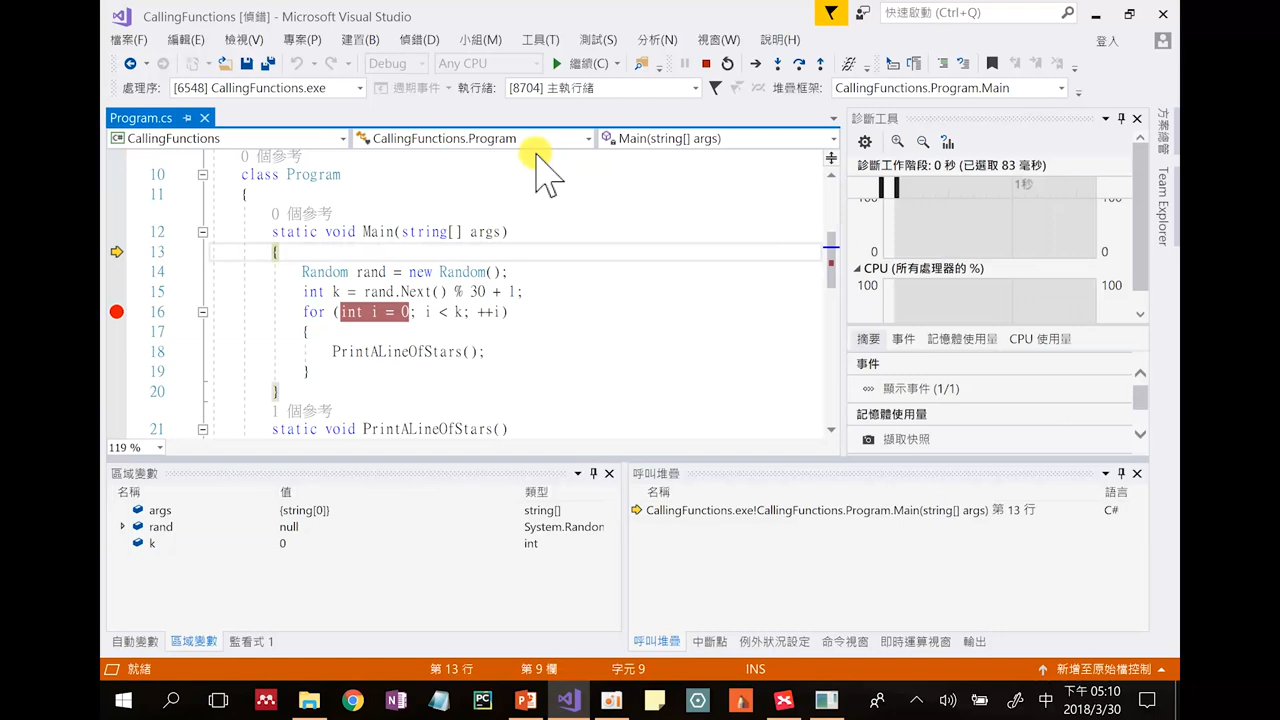 CallingFunctions [偵錯] - Microsoft Visual Studio
快速啟動 (Ctrl+Q)
檔案(F) 編輯(E) 檢視(V) 專案(P) 建置(B) 偵錯(D) 小組(M) 工具(T) 測試(S) 分析(N) 視窗(W) 說明(H) 登入
Debug Any CPU 繼續(C)
處理序: [6548] CallingFunctions.exe 週期事件 執行緒: [8704] 主執行緒 堆疊框架: CallingFunctions.Program.Main
Program.cs
CallingFunctions CallingFunctions.Program Main(string[] args)
0 個參考
10 class Program
11 {
0 個參考
12 static void Main(string[] args)
13 {
14 Random rand = new Random();
15 int k = rand.Next() % 30 + 1;
16 for (int i = 0; i < k; ++i)
17 {
18 PrintALineOfStars();
19 }
20 }
1 個參考
21 static void PrintALineOfStars()
119 %
診斷工具
診斷工作階段: 0 秒 (已選取 83 毫秒)
1秒
100 100
0 0
CPU (所有處理器的 %)
100 100
摘要 事件 記憶體使用量 CPU 使用量
事件
顯示事件 (1/1)
記憶體使用量
擷取快照
方案總管
Team Explorer
區域變數
名稱 值 類型
args {string[0]} string[]
rand null System.Random
k 0 int
自動變數 區域變數 監看式 1
呼叫堆疊
名稱 語言
CallingFunctions.exe!CallingFunctions.Program.Main(string[] args) 第 13 行 C#
呼叫堆疊 中斷點 例外狀況設定 命令視窗 即時運算視窗 輸出
就緒 第 13 行 第 9 欄 字元 9 INS 新增至原始檔控制
中 下午 05:10
2018/3/30